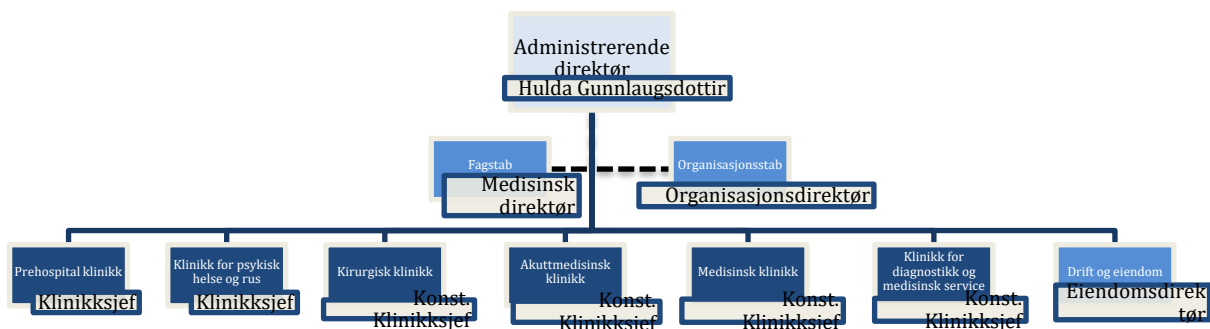 Administrerende
direktør
Hulda Gunnlaugsdottir
Fagstab
Medisinsk
direktør
Organisasjonsstab
Organisasjonsdirektør
Prehospital klinikk
Klinikksjef
Klinikk for psykisk
helse og rus
Klinikksjef
Kirurgisk klinikk
Konst.
Klinikksjef
Akuttmedisinsk
klinikk
Konst.
Klinikksjef
Medisinsk klinikk
Konst.
Klinikksjef
Klinikk for
diagnostikk og
medisinsk service
Konst.
Klinikksjef
Drift og eiendom
Eiendomsdirek
tør